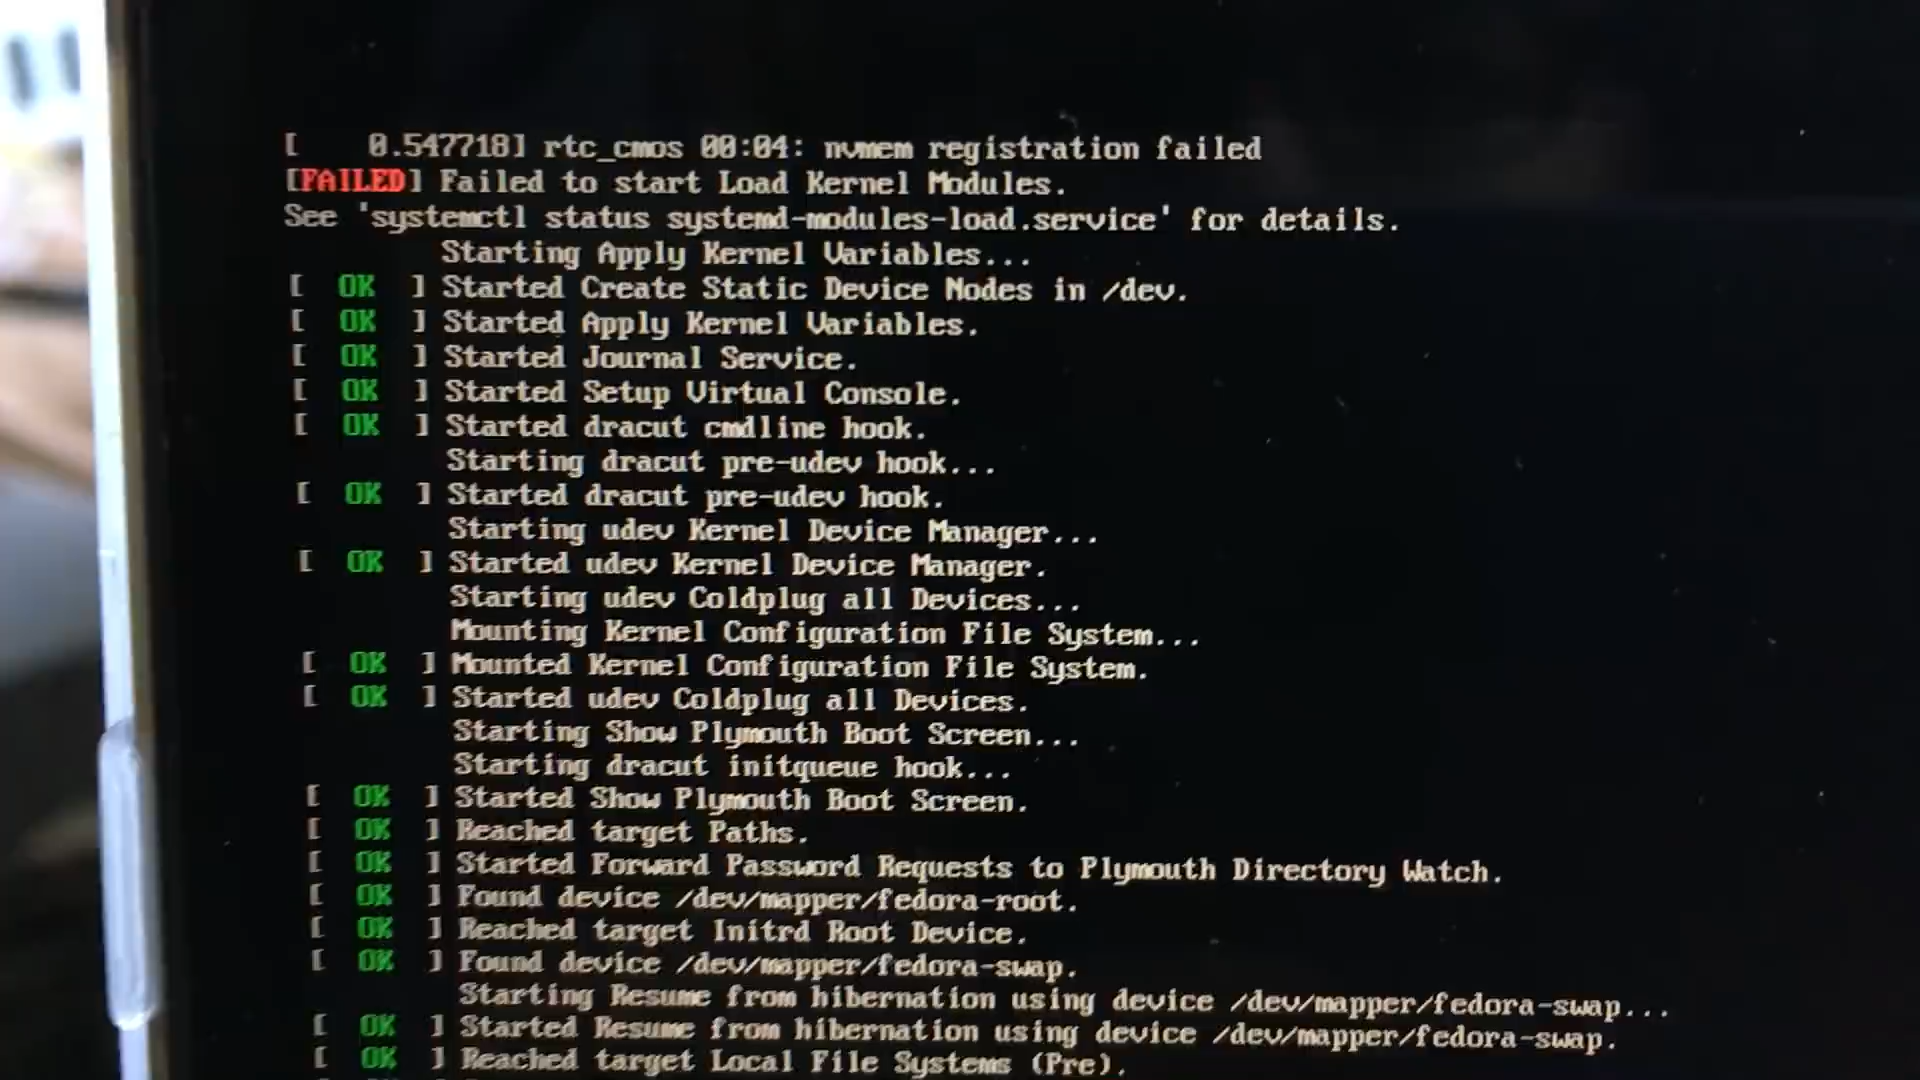 [    0.547718] rtc_cmos 00:04: nvmem registration failed
[FAILED] Failed to start Load Kernel Modules.
See 'systemctl status systemd-modules-load.service' for details.
Starting Apply Kernel Variables...
[  OK  ] Started Create Static Device Nodes in /dev.
[  OK  ] Started Apply Kernel Variables.
[  OK  ] Started Journal Service.
[  OK  ] Started Setup Virtual Console.
[  OK  ] Started dracut cmdline hook.
Starting dracut pre-udev hook...
[  OK  ] Started dracut pre-udev hook.
Starting udev Kernel Device Manager...
[  OK  ] Started udev Kernel Device Manager.
Starting udev Coldplug all Devices...
Mounting Kernel Configuration File System...
[  OK  ] Mounted Kernel Configuration File System.
[  OK  ] Started udev Coldplug all Devices.
Starting Show Plymouth Boot Screen...
Starting dracut initqueue hook...
[  OK  ] Started Show Plymouth Boot Screen.
[  OK  ] Reached target Paths.
[  OK  ] Started Forward Password Requests to Plymouth Directory Watch.
[  OK  ] Found device /dev/mapper/fedora-root.
[  OK  ] Reached target Initrd Root Device.
[  OK  ] Found device /dev/mapper/fedora-swap.
Starting Resume from hibernation using device /dev/mapper/fedora-swap...
[  OK  ] Started Resume from hibernation using device /dev/mapper/fedora-swap.
[  OK  ] Reached target Local File Systems (Pre).